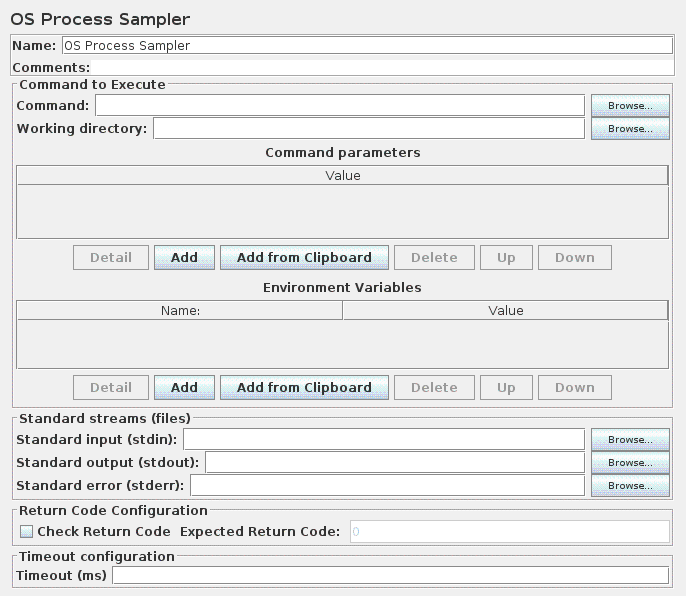 OS Process Sampler
Name: OS Process Sampler
Comments:
Command to Execute
Command: Browse...
Working directory: Browse...
Command parameters
Value
Detail Add Add from Clipboard Delete Up Down
Environment Variables
Name: Value
Detail Add Add from Clipboard Delete Up Down
Standard streams (files)
Standard input (stdin): Browse...
Standard output (stdout): Browse...
Standard error (stderr): Browse...
Return Code Configuration
Check Return Code Expected Return Code: 0
Timeout configuration
Timeout (ms)